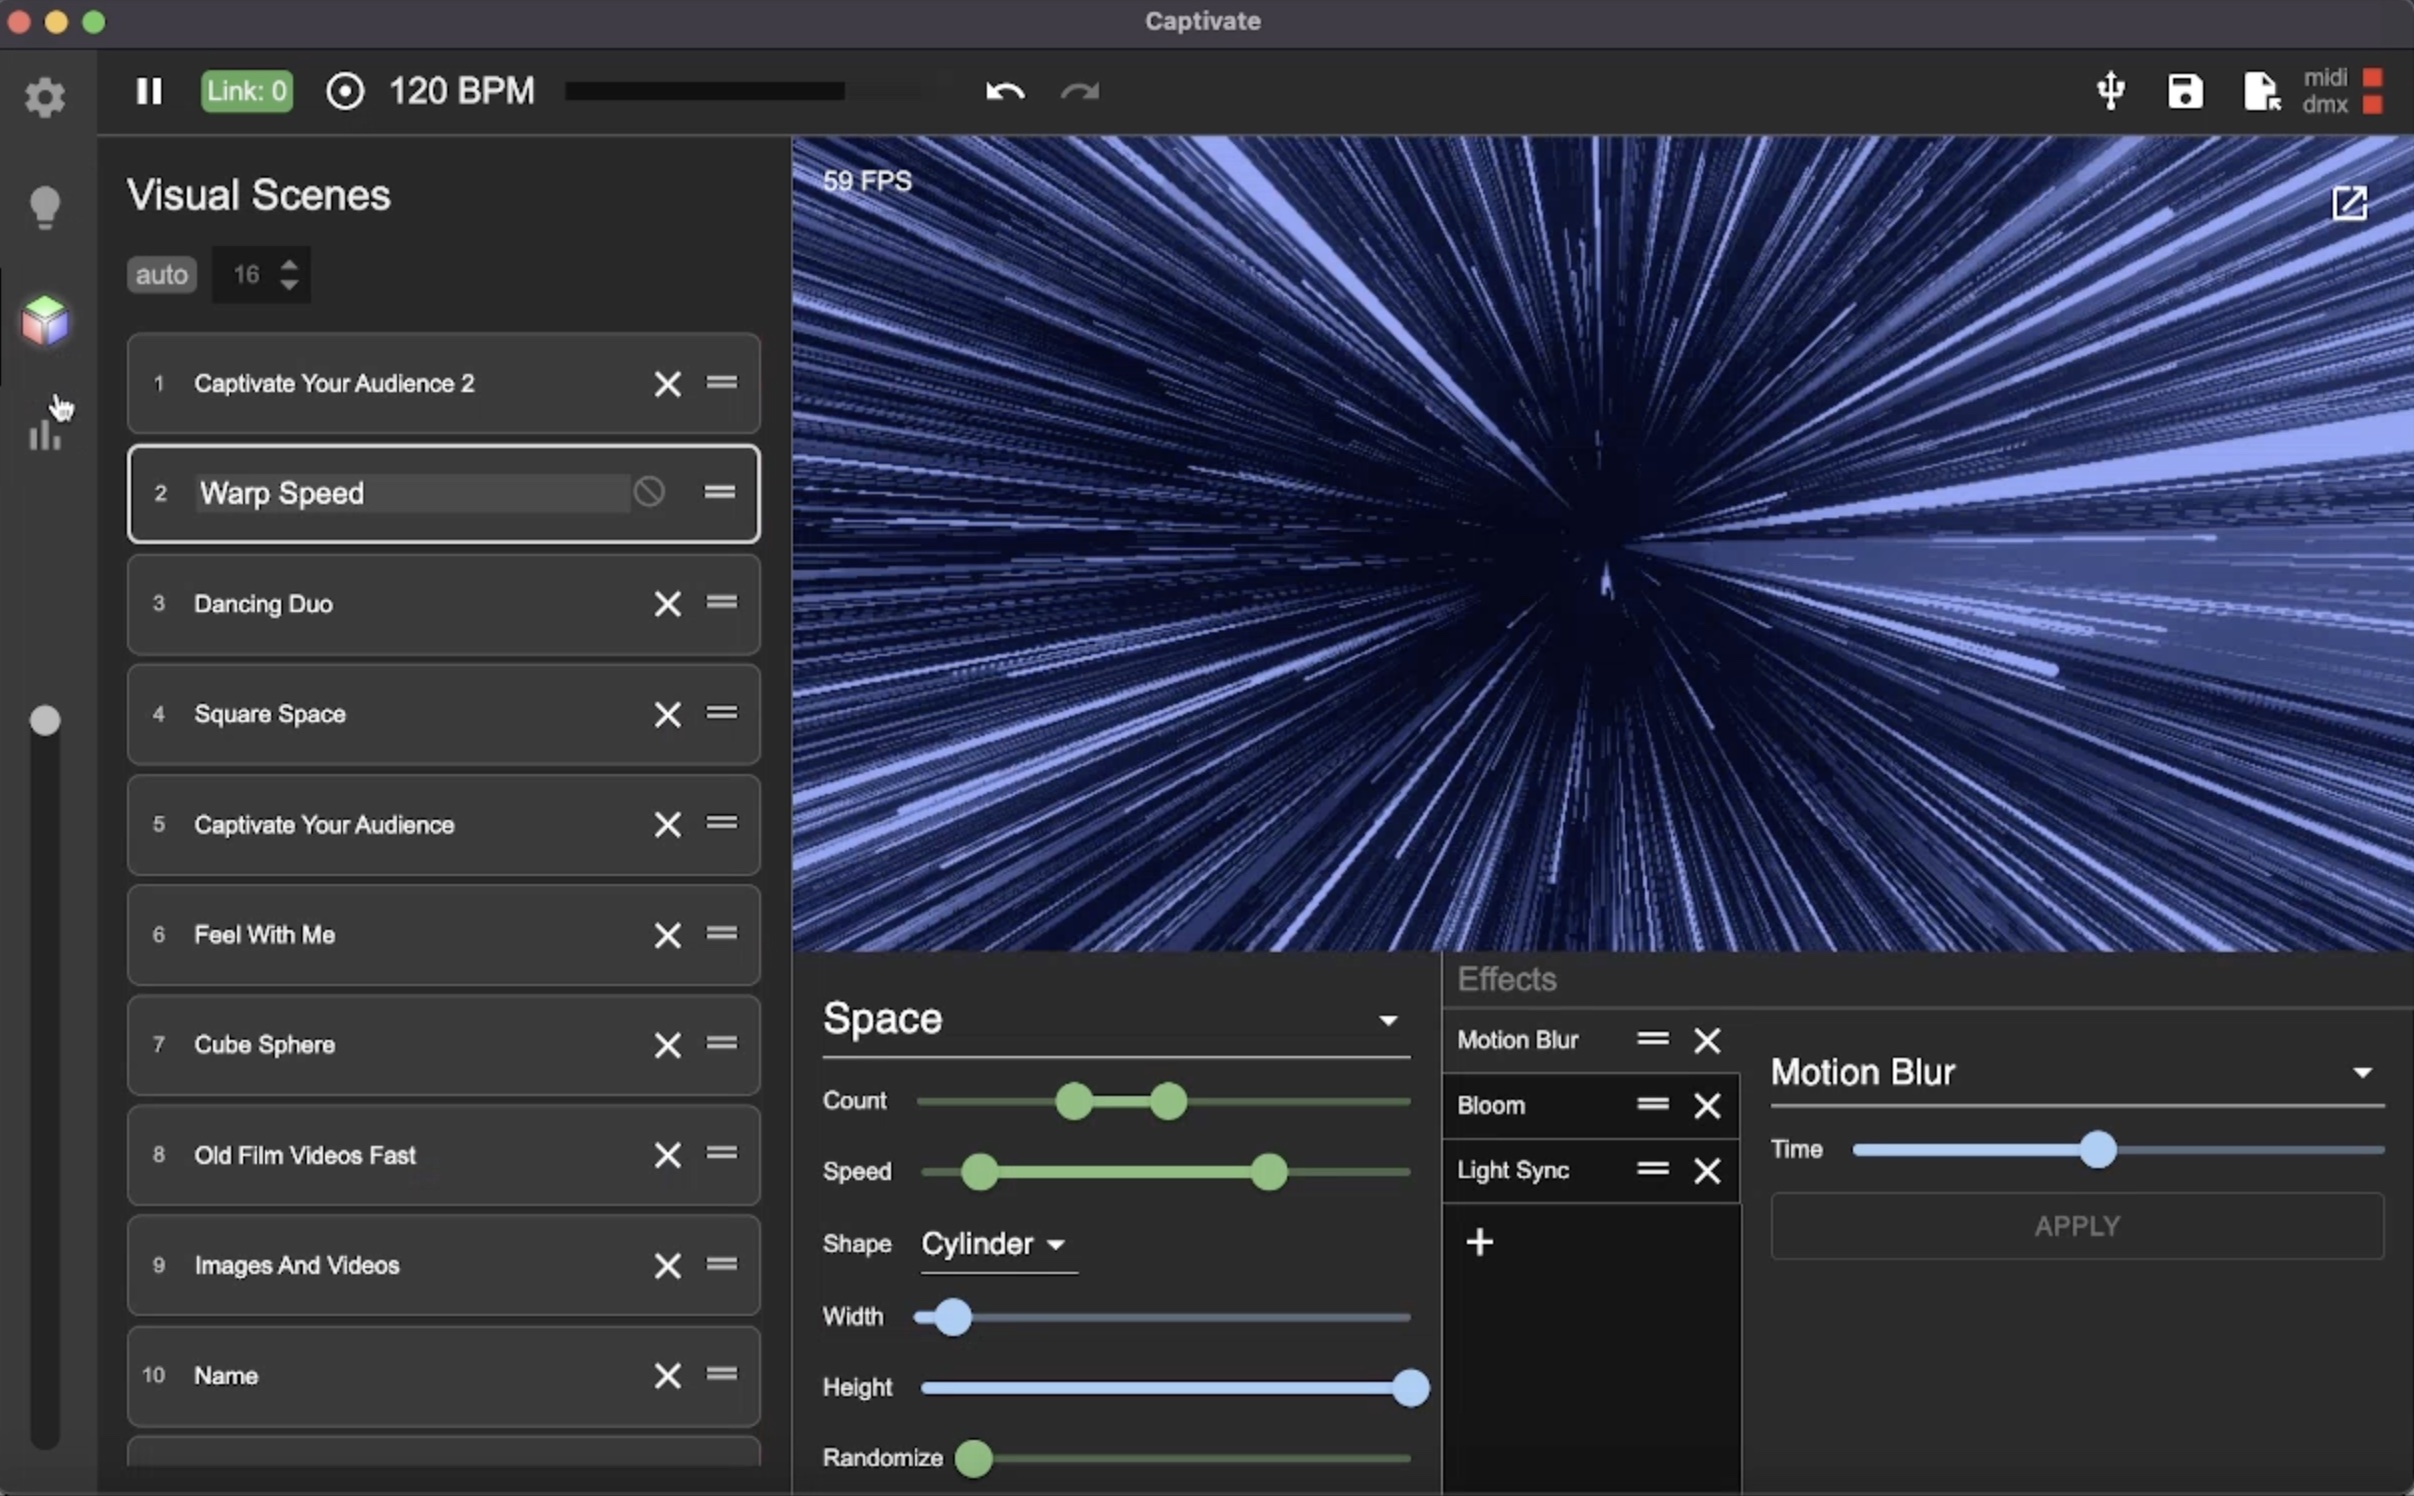 Captivate
Link: 0 120 BPM
midi
dmx
Visual Scenes
auto 16
1 Captivate Your Audience 2
2 Warp Speed
3 Dancing Duo
4 Square Space
5 Captivate Your Audience
6 Feel With Me
7 Cube Sphere
8 Old Film Videos Fast
9 Images And Videos
10 Name
59 FPS
Space
Count
Speed
Shape Cylinder
Width
Height
Randomize
Effects
Motion Blur
Bloom
Light Sync
Motion Blur
Time
APPLY